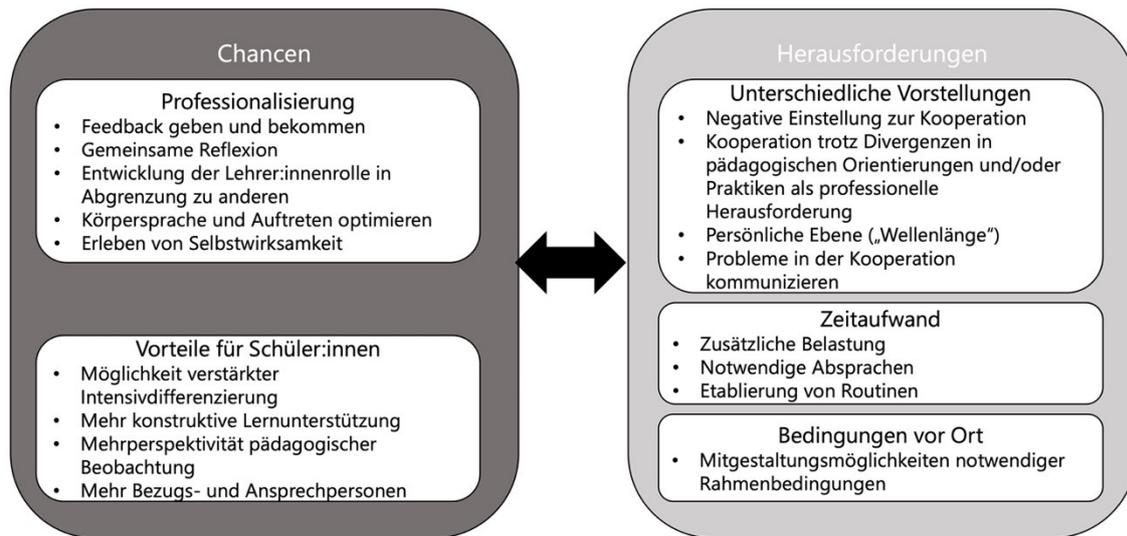 Chancen
Professionalisierung
• Feedback geben und bekommen
• Gemeinsame Reflexion
• Entwicklung der Lehrer:innenrolle in
Abgrenzung zu anderen
• Körpersprache und Auftreten optimieren
• Erleben von Selbstwirksamkeit
Vorteile für Schüler:innen
• Möglichkeit verstärkter
Intensivdifferenzierung
• Mehr konstruktive Lernunterstützung
• Mehrperspektivität pädagogischer
Beobachtung
• Mehr Bezugs- und Ansprechpersonen
Herausforderungen
Unterschiedliche Vorstellungen
• Negative Einstellung zur Kooperation
• Kooperation trotz Divergenzen in
pädagogischen Orientierungen und/oder
Praktiken als professionelle
Herausforderung
• Persönliche Ebene („Wellenlänge“)
• Probleme in der Kooperation
kommunizieren
Zeitaufwand
• Zusätzliche Belastung
• Notwendige Absprachen
• Etablierung von Routinen
Bedingungen vor Ort
• Mitgestaltungsmöglichkeiten notwendiger
Rahmenbedingungen